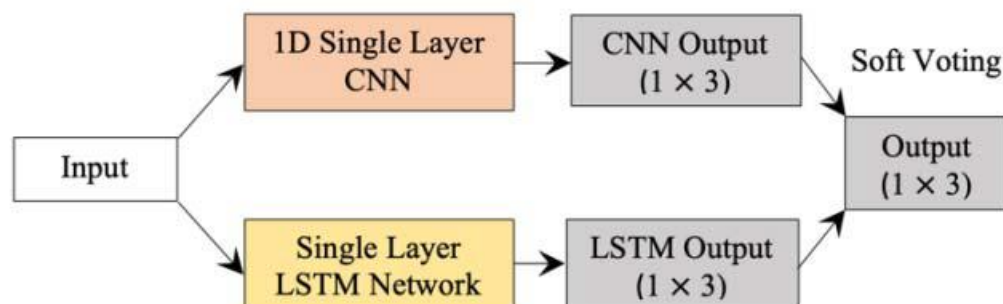 Input
1D Single Layer
CNN
CNN Output
(1 × 3)
Soft Voting
Single Layer
LSTM Network
LSTM Output
(1 × 3)
Output
(1 × 3)